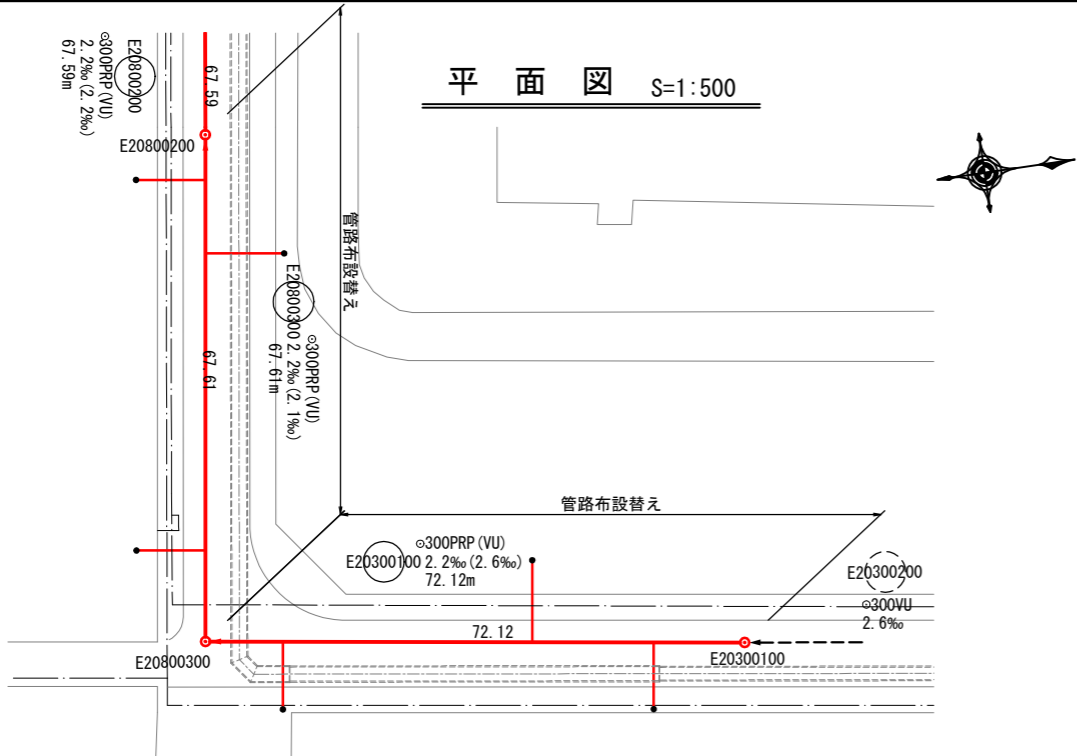 平面図 S=1:500
E20800200
⊙300PRP(VU)
2.2‰(2.2‰)
67.59m
67.59
E20800200
管路布設替え
E20800300
⊙300PRP(VU)
2.2‰(2.1‰)
67.61m
67.61
管路布設替え
E20300100
⊙300PRP(VU)
2.2‰(2.6‰)
72.12m
E20300200
⊙300VU
2.6‰
72.12
E20800300
E20300100